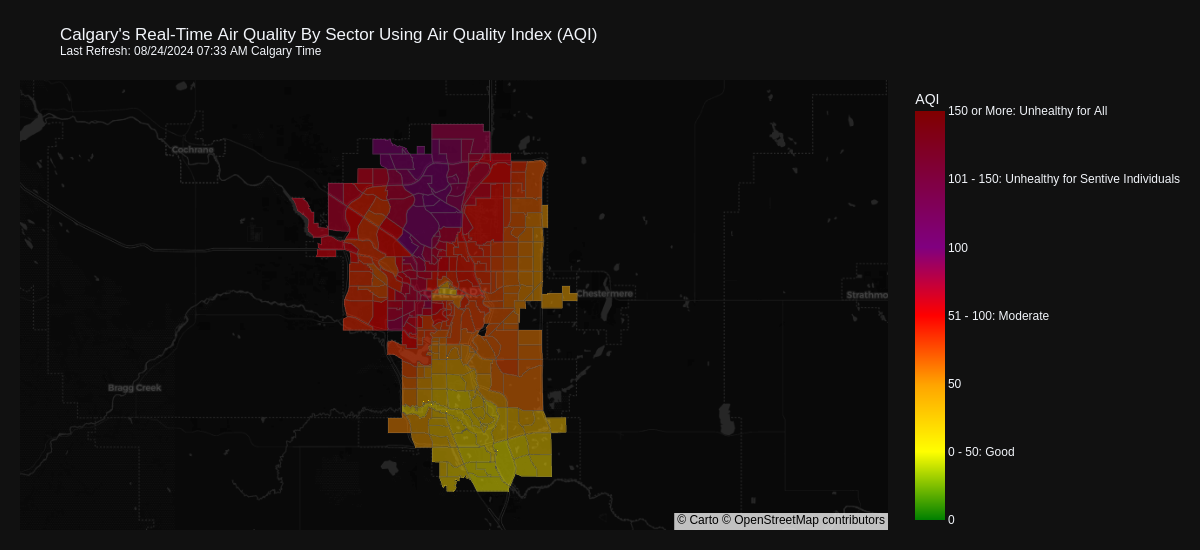 Calgary's Real-Time Air Quality By Sector Using Air Quality Index (AQI)
Last Refresh: 08/24/2024 07:33 AM Calgary Time
AQI
150 or More: Unhealthy for All
Cochrane
101 - 150: Unhealthy for Sentive Individuals
100
CALGARY
Chestermere
Strathmo
51 - 100: Moderate
50
Bragg Creek
0 - 50: Good
0
© Carto © OpenStreetMap contributors